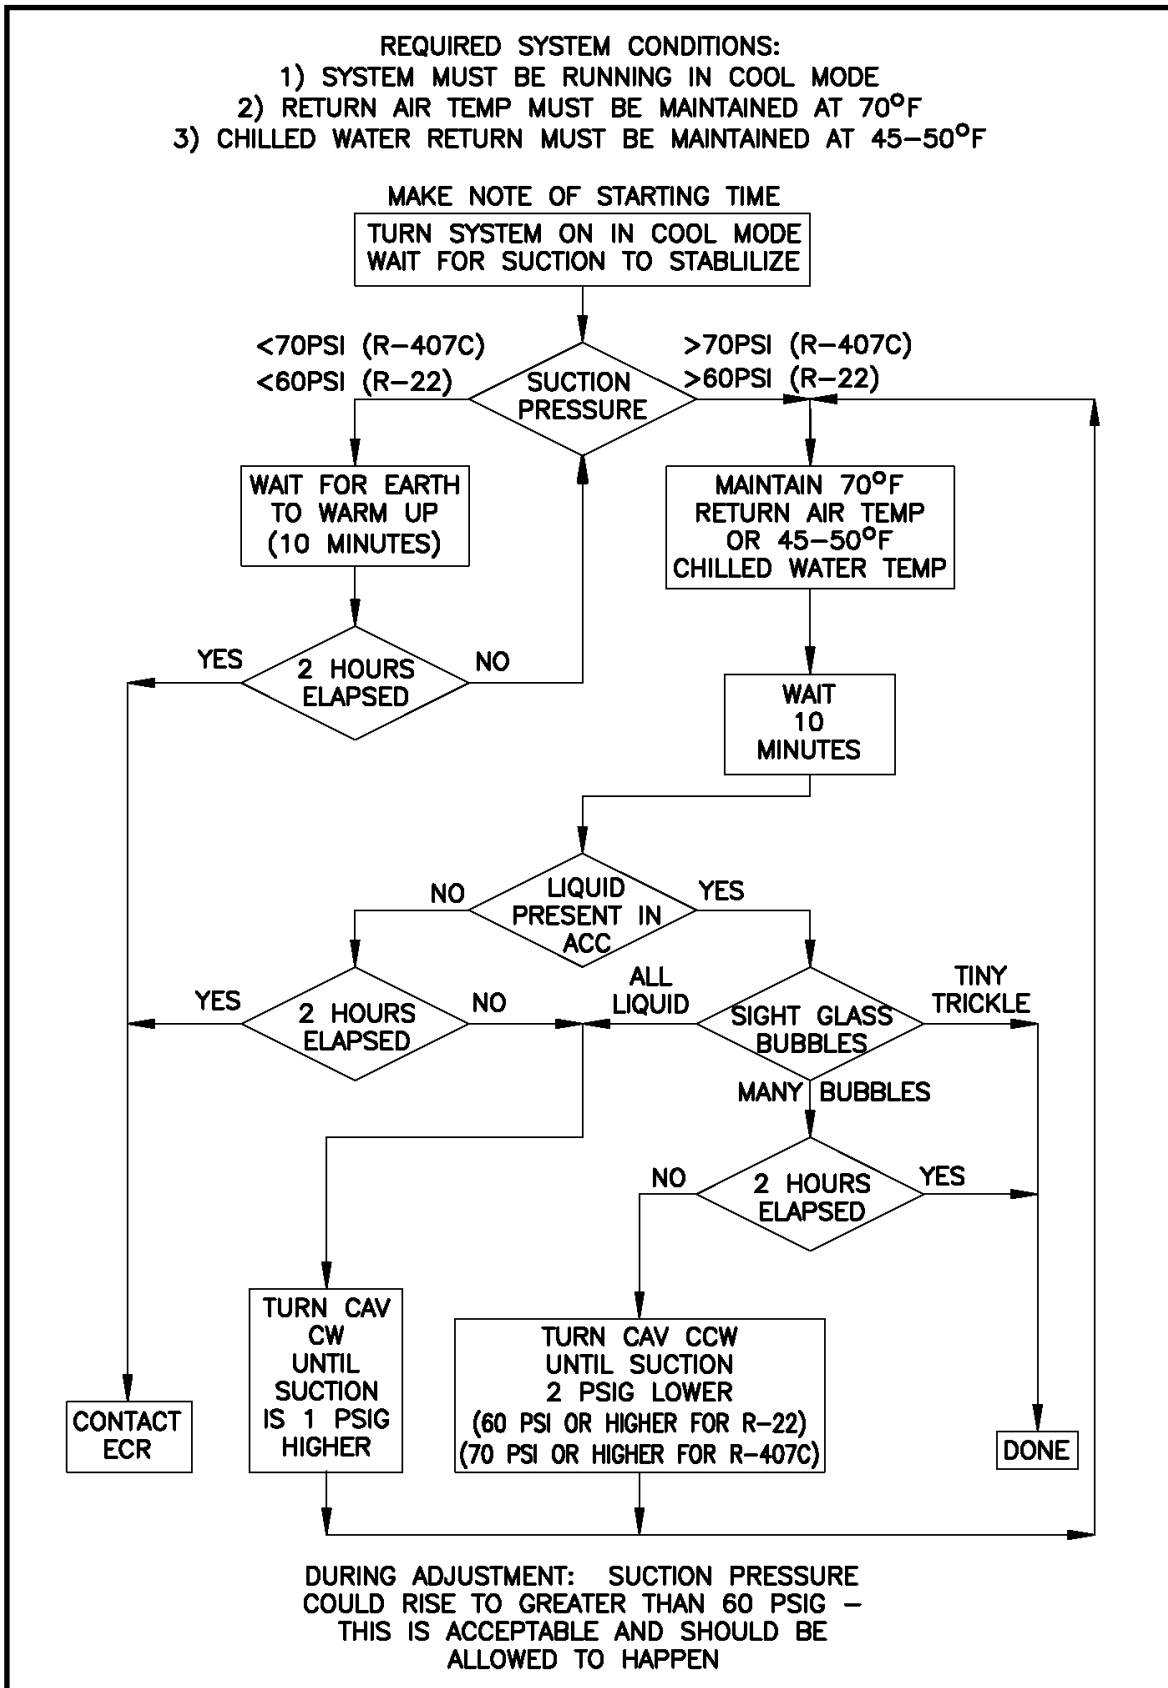 REQUIRED SYSTEM CONDITIONS:
1) SYSTEM MUST BE RUNNING IN COOL MODE
2) RETURN AIR TEMP MUST BE MAINTAINED AT 70°F
3) CHILLED WATER RETURN MUST BE MAINTAINED AT 45-50°F
MAKE NOTE OF STARTING TIME
TURN SYSTEM ON IN COOL MODE
WAIT FOR SUCTION TO STABLILIZE
<70PSI (R-407C)
<60PSI (R-22)
SUCTION
PRESSURE
>70PSI (R-407C)
>60PSI (R-22)
WAIT FOR EARTH
TO WARM UP
(10 MINUTES)
MAINTAIN 70°F
RETURN AIR TEMP
OR 45-50°F
CHILLED WATER TEMP
YES
2 HOURS
ELAPSED
NO
WAIT
10
MINUTES
NO
LIQUID
PRESENT IN
ACC
YES
YES
2 HOURS
ELAPSED
NO
ALL
LIQUID
SIGHT GLASS
BUBBLES
TINY
TRICKLE
MANY BUBBLES
NO
2 HOURS
ELAPSED
YES
TURN CAV
CW
UNTIL
SUCTION
IS 1 PSIG
HIGHER
TURN CAV CCW
UNTIL SUCTION
2 PSIG LOWER
(60 PSI OR HIGHER FOR R-22)
(70 PSI OR HIGHER FOR R-407C)
CONTACT
ECR
DONE
DURING ADJUSTMENT: SUCTION PRESSURE
COULD RISE TO GREATER THAN 60 PSIG -
THIS IS ACCEPTABLE AND SHOULD BE
ALLOWED TO HAPPEN